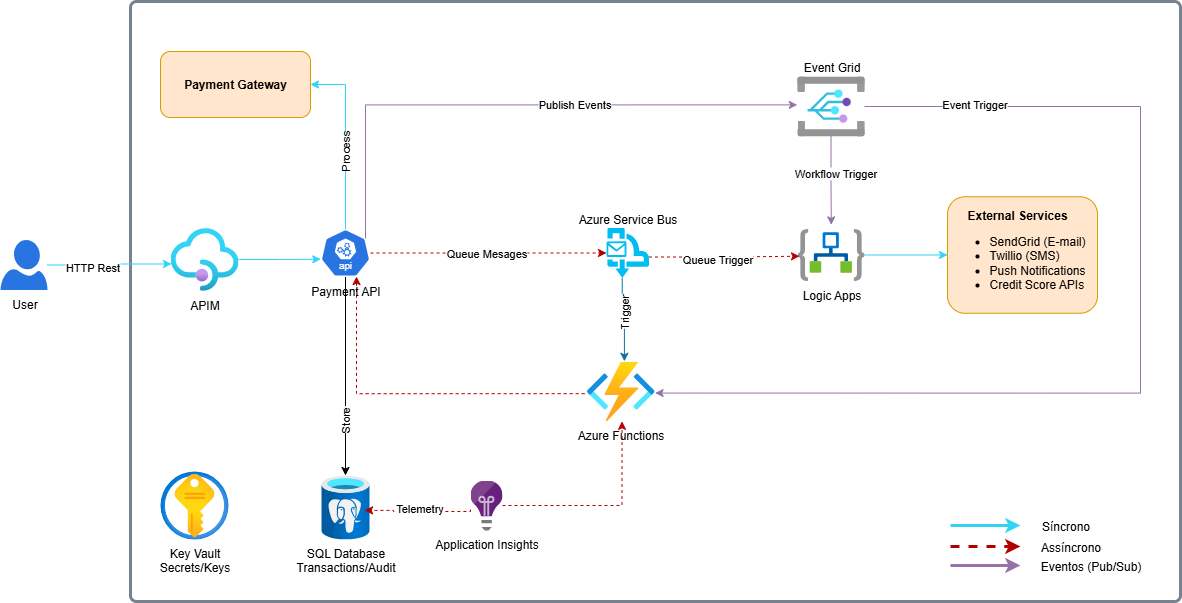 Event Grid
Payment Gateway
Publish Events
Event Trigger
Process
Workflow Trigger
External Services
SendGrid (E-mail)
Twillio (SMS)
Push Notifications
Credit Score APIs
Azure Service Bus
Queue Mesages
Queue Trigger
HTTP Rest
api
User
APIM
Payment API
Logic Apps
Trigger
Store
Azure Functions
Telemetry
Application Insights
Key Vault
Secrets/Keys
SQL Database
Transactions/Audit
Síncrono
Assíncrono
Eventos (Pub/Sub)